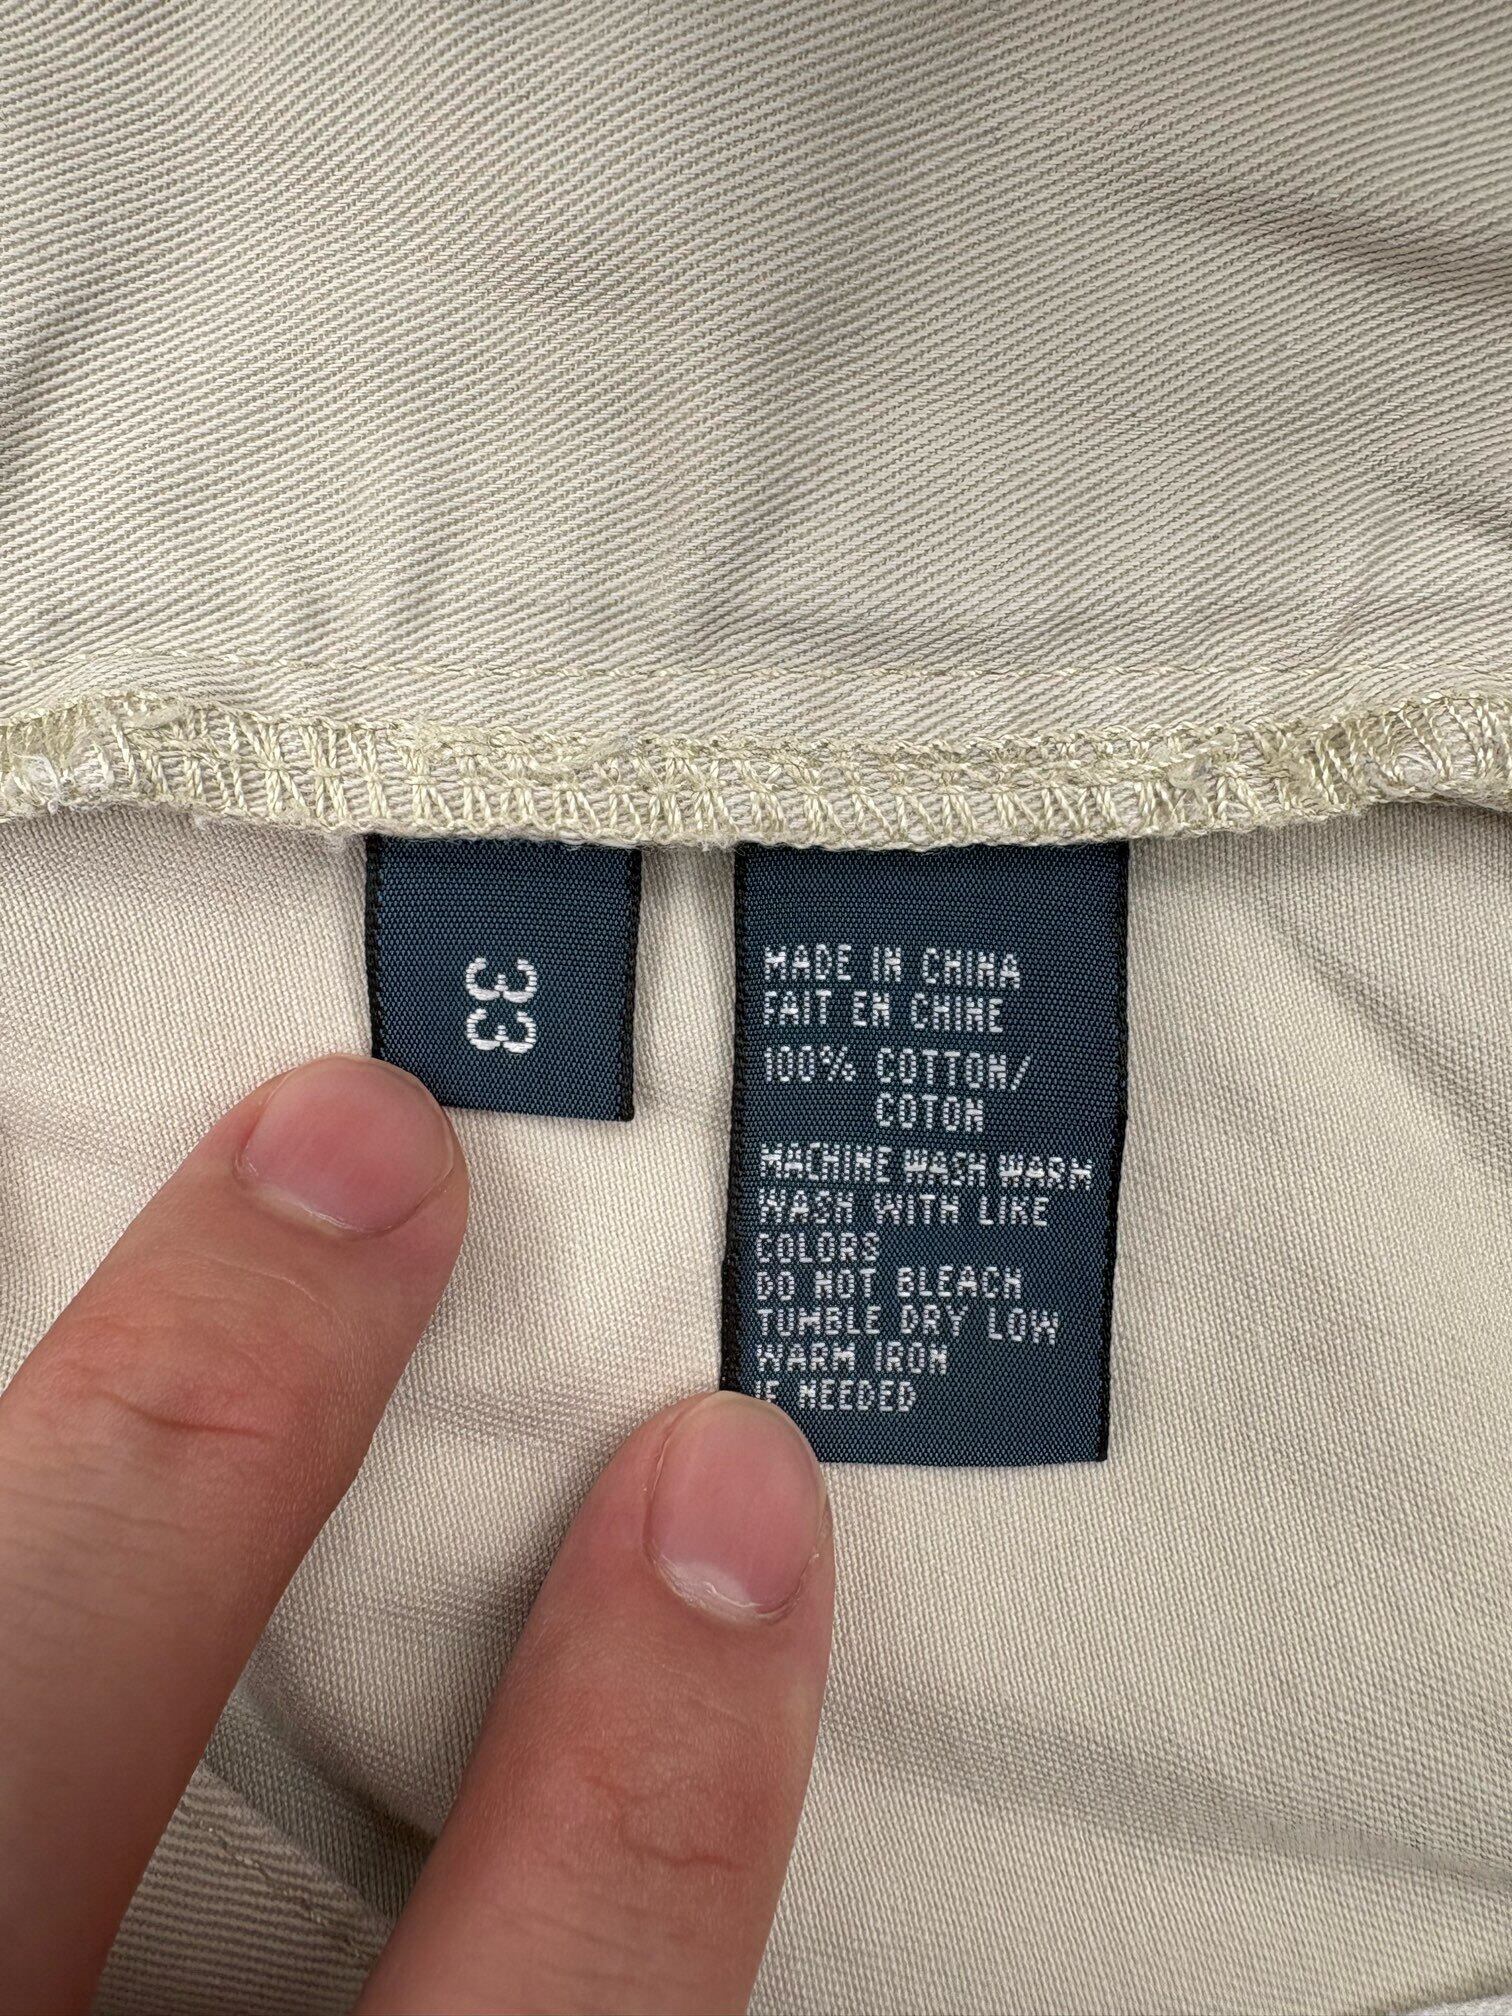 33
MADE IN CHINA
FAIT EN CHINE
100% COTTON/
COTON
MACHINE WASH WARM
WASH WITH LIKE
COLORS
DO NOT BLEACH
TUMBLE DRY LOW
WARM IRON
IF NEEDED